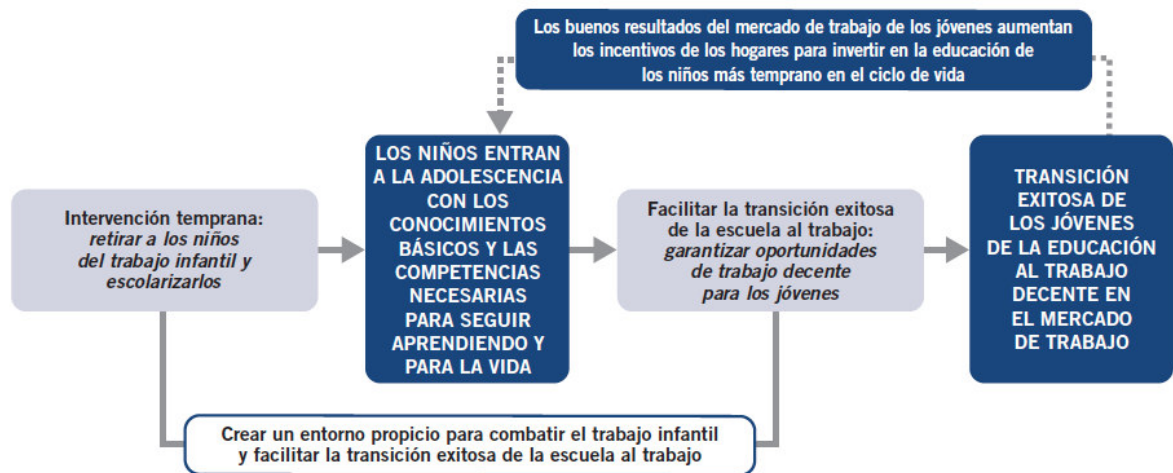 Los buenos resultados del mercado de trabajo de los jóvenes aumentan
los incentivos de los hogares para invertir en la educación de
los niños más temprano en el ciclo de vida
Intervención temprana:
retirar a los niños
del trabajo infantil y
escolarizarlos
LOS NIÑOS ENTRAN
A LA ADOLESCENCIA
CON LOS
CONOCIMIENTOS
BÁSICOS Y LAS
COMPETENCIAS
NECESARIAS
PARA SEGUIR
APRENDIENDO Y
PARA LA VIDA
Facilitar la transición exitosa
de la escuela al trabajo:
garantizar oportunidades
de trabajo decente
para los jóvenes
TRANSICIÓN
EXITOSA DE
LOS JÓVENES
DE LA EDUCACIÓN
AL TRABAJO
DECENTE EN
EL MERCADO
DE TRABAJO
Crear un entorno propicio para combatir el trabajo infantil
y facilitar la transición exitosa de la escuela al trabajo